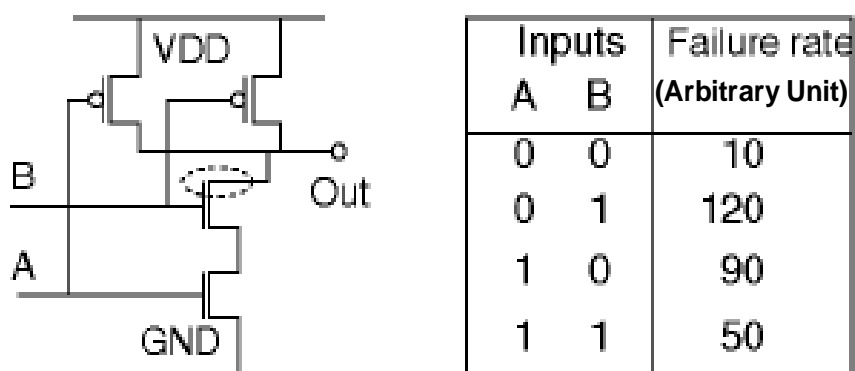 VDD
B
Out
A
GND
Inputs Failure rate
A B (Arbitrary Unit)
0 0 10
0 1 120
1 0 90
1 1 50